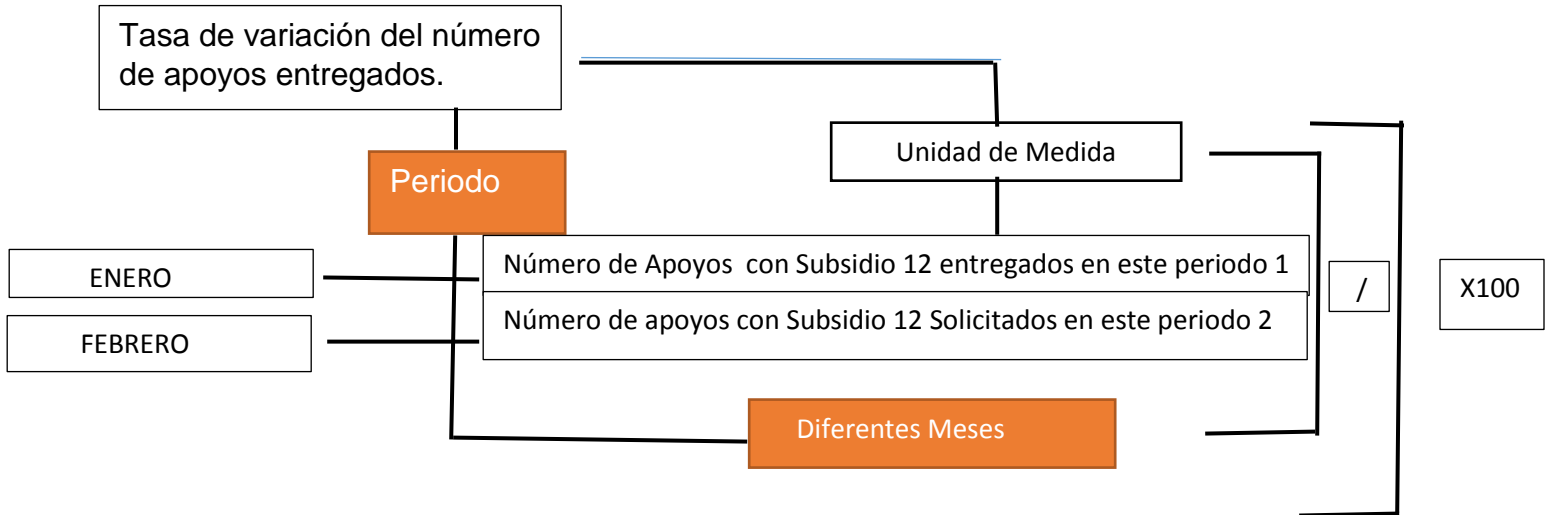 Tasa de variación del número
de apoyos entregados.
Unidad de Medida
Periodo
ENERO
Número de Apoyos con Subsidio 12 entregados en este periodo 1
/
X100
FEBRERO
Número de apoyos con Subsidio 12 Solicitados en este periodo 2
Diferentes Meses